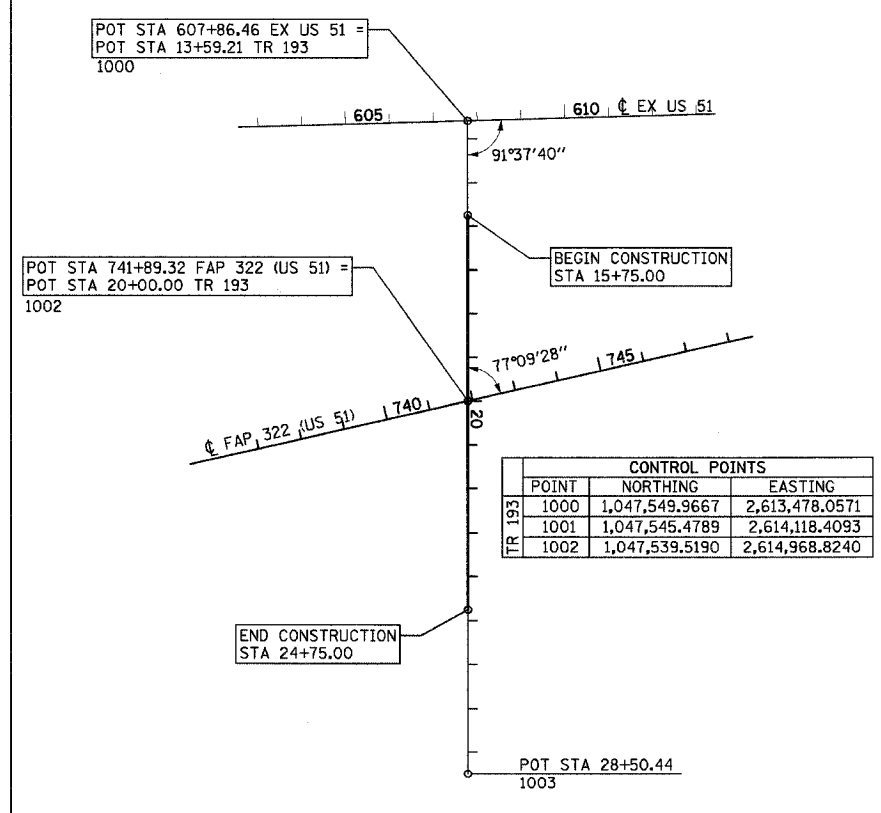 POT STA 607+86.46 EX US 51 =
POT STA 13+59.21 TR 193
1000
605
610
℄ EX US 51
91°37'40"
BEGIN CONSTRUCTION
STA 15+75.00
POT STA 741+89.32 FAP 322 (US 51) =
POT STA 20+00.00 TR 193
1002
77°09'28"
745
740
20
℄ FAP 322 (US 51)
CONTROL POINTS
POINT NORTHING EASTING
TR 193
1000 1,047,549.9667 2,613,478.0571
1001 1,047,545.4789 2,614,118.4093
1002 1,047,539.5190 2,614,968.8240
END CONSTRUCTION
STA 24+75.00
POT STA 28+50.44
1003